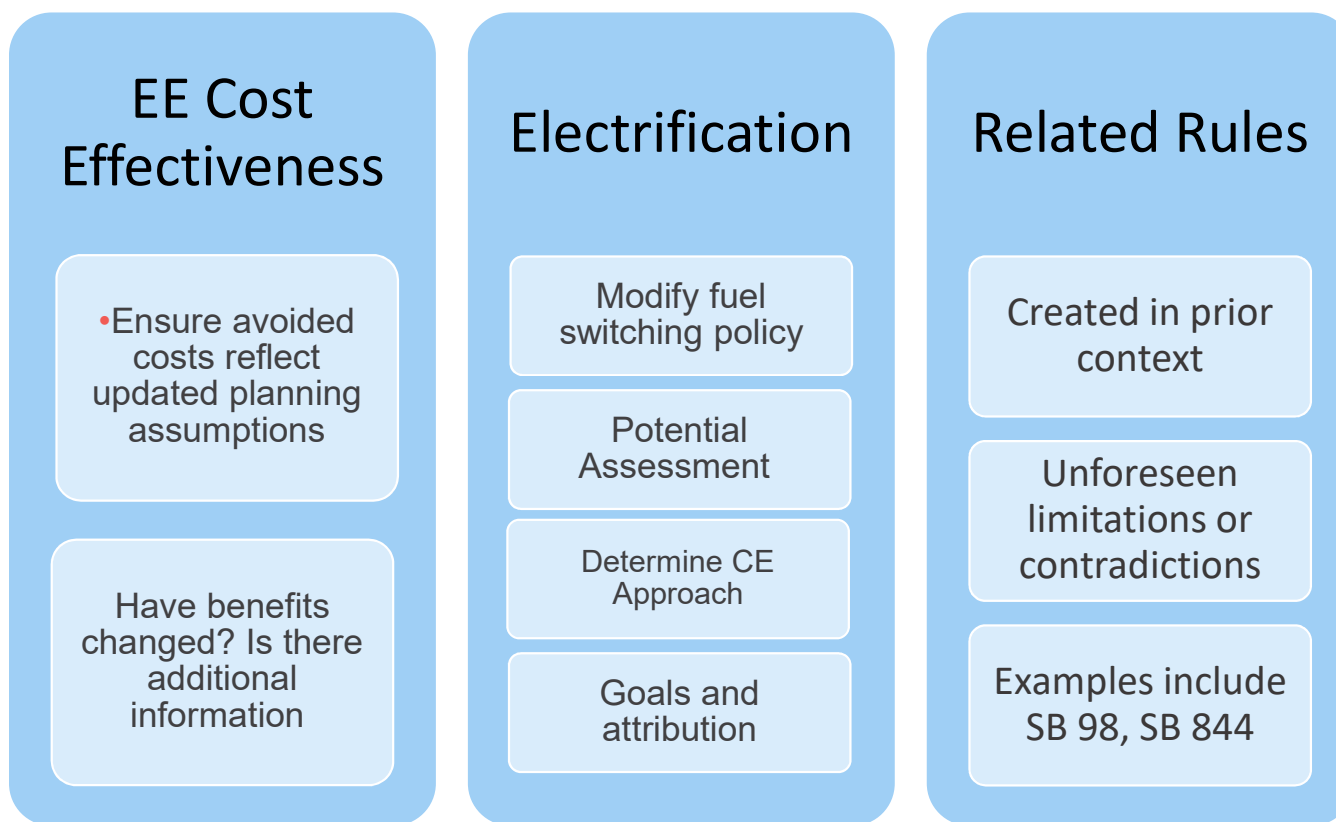 EE Cost
Effectiveness
•Ensure avoided
costs reflect
updated planning
assumptions
Have benefits
changed? Is there
additional
information
Electrification
Modify fuel
switching policy
Potential
Assessment
Determine CE
Approach
Goals and
attribution
Related Rules
Created in prior
context
Unforeseen
limitations or
contradictions
Examples include
SB 98, SB 844